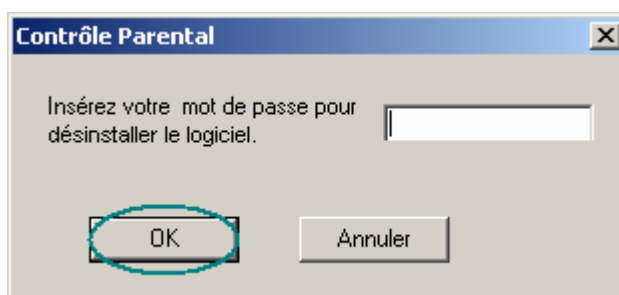 Contrôle Parental
Insérez votre mot de passe pour
désinstaller le logiciel.
OK
Annuler